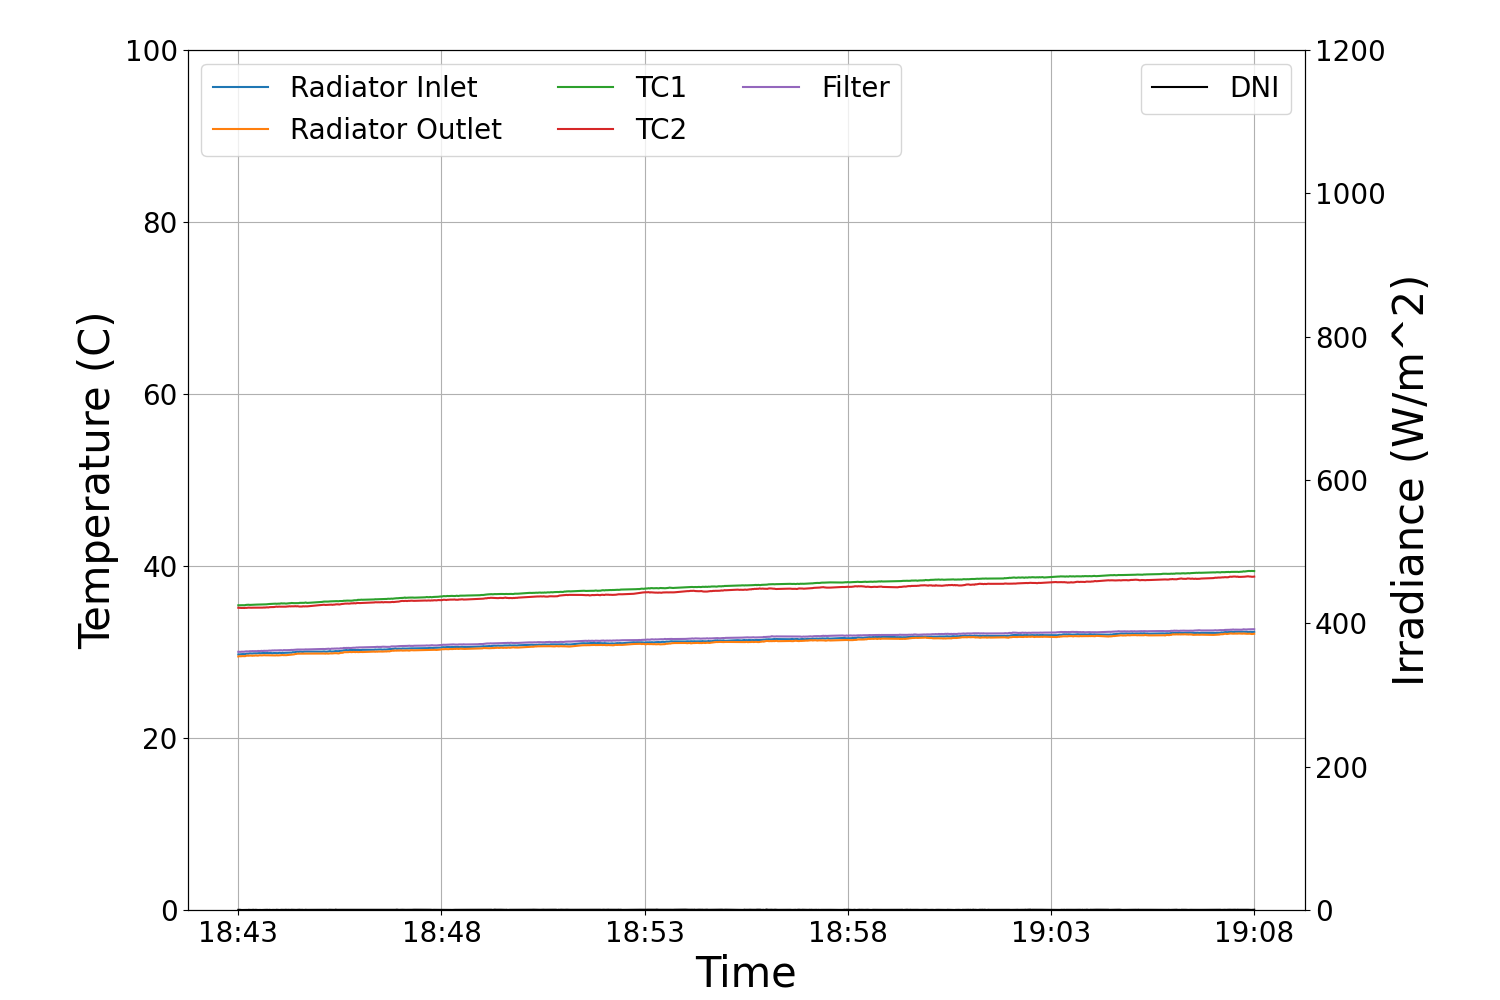 100
80
60
40
20
0
Temperature (C)
Radiator Inlet
Radiator Outlet
TC1
TC2
Filter
DNI
1200
1000
800
600
400
200
0
Irradiance (W/m^2)
18:43 18:48 18:53 18:58 19:03 19:08
Time